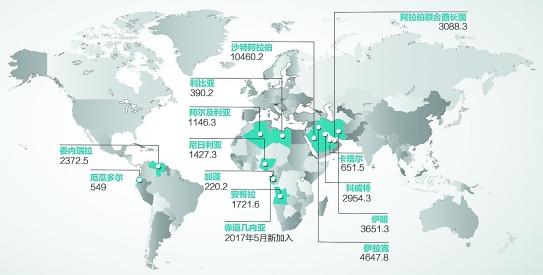 阿拉伯联合酋长国
3088.3
沙特阿拉伯
10460.2
利比亚
390.2
阿尔及利亚
1146.3
尼日利亚
1427.3
加蓬
220.2
安哥拉
1721.6
赤道几内亚
2017年5月新加入
委内瑞拉
2372.5
厄瓜多尔
549
卡塔尔
651.5
科威特
2954.3
伊朗
3651.3
伊拉克
4647.8